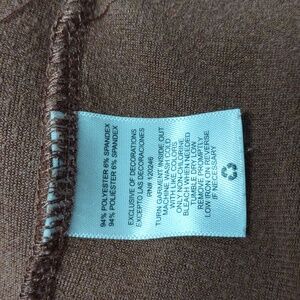 94% POLYESTER 6% SPANDEX
94% POLIESTER 6% SPANDEX
EXCLUSIVE OF DECORATIONS
EXCEPTO LAS DECORACIONES
RN# 120246
TURN GARMENT INSIDE OUT
MACHINE WASH COLD
WITH LIKE COLORS
ONLY NON-CHLORINE
BLEACH WHEN NEEDED
TUMBLE DRY LOW
REMOVE PROMPTLY
LOW IRON ON REVERSE
IF NECESSARY